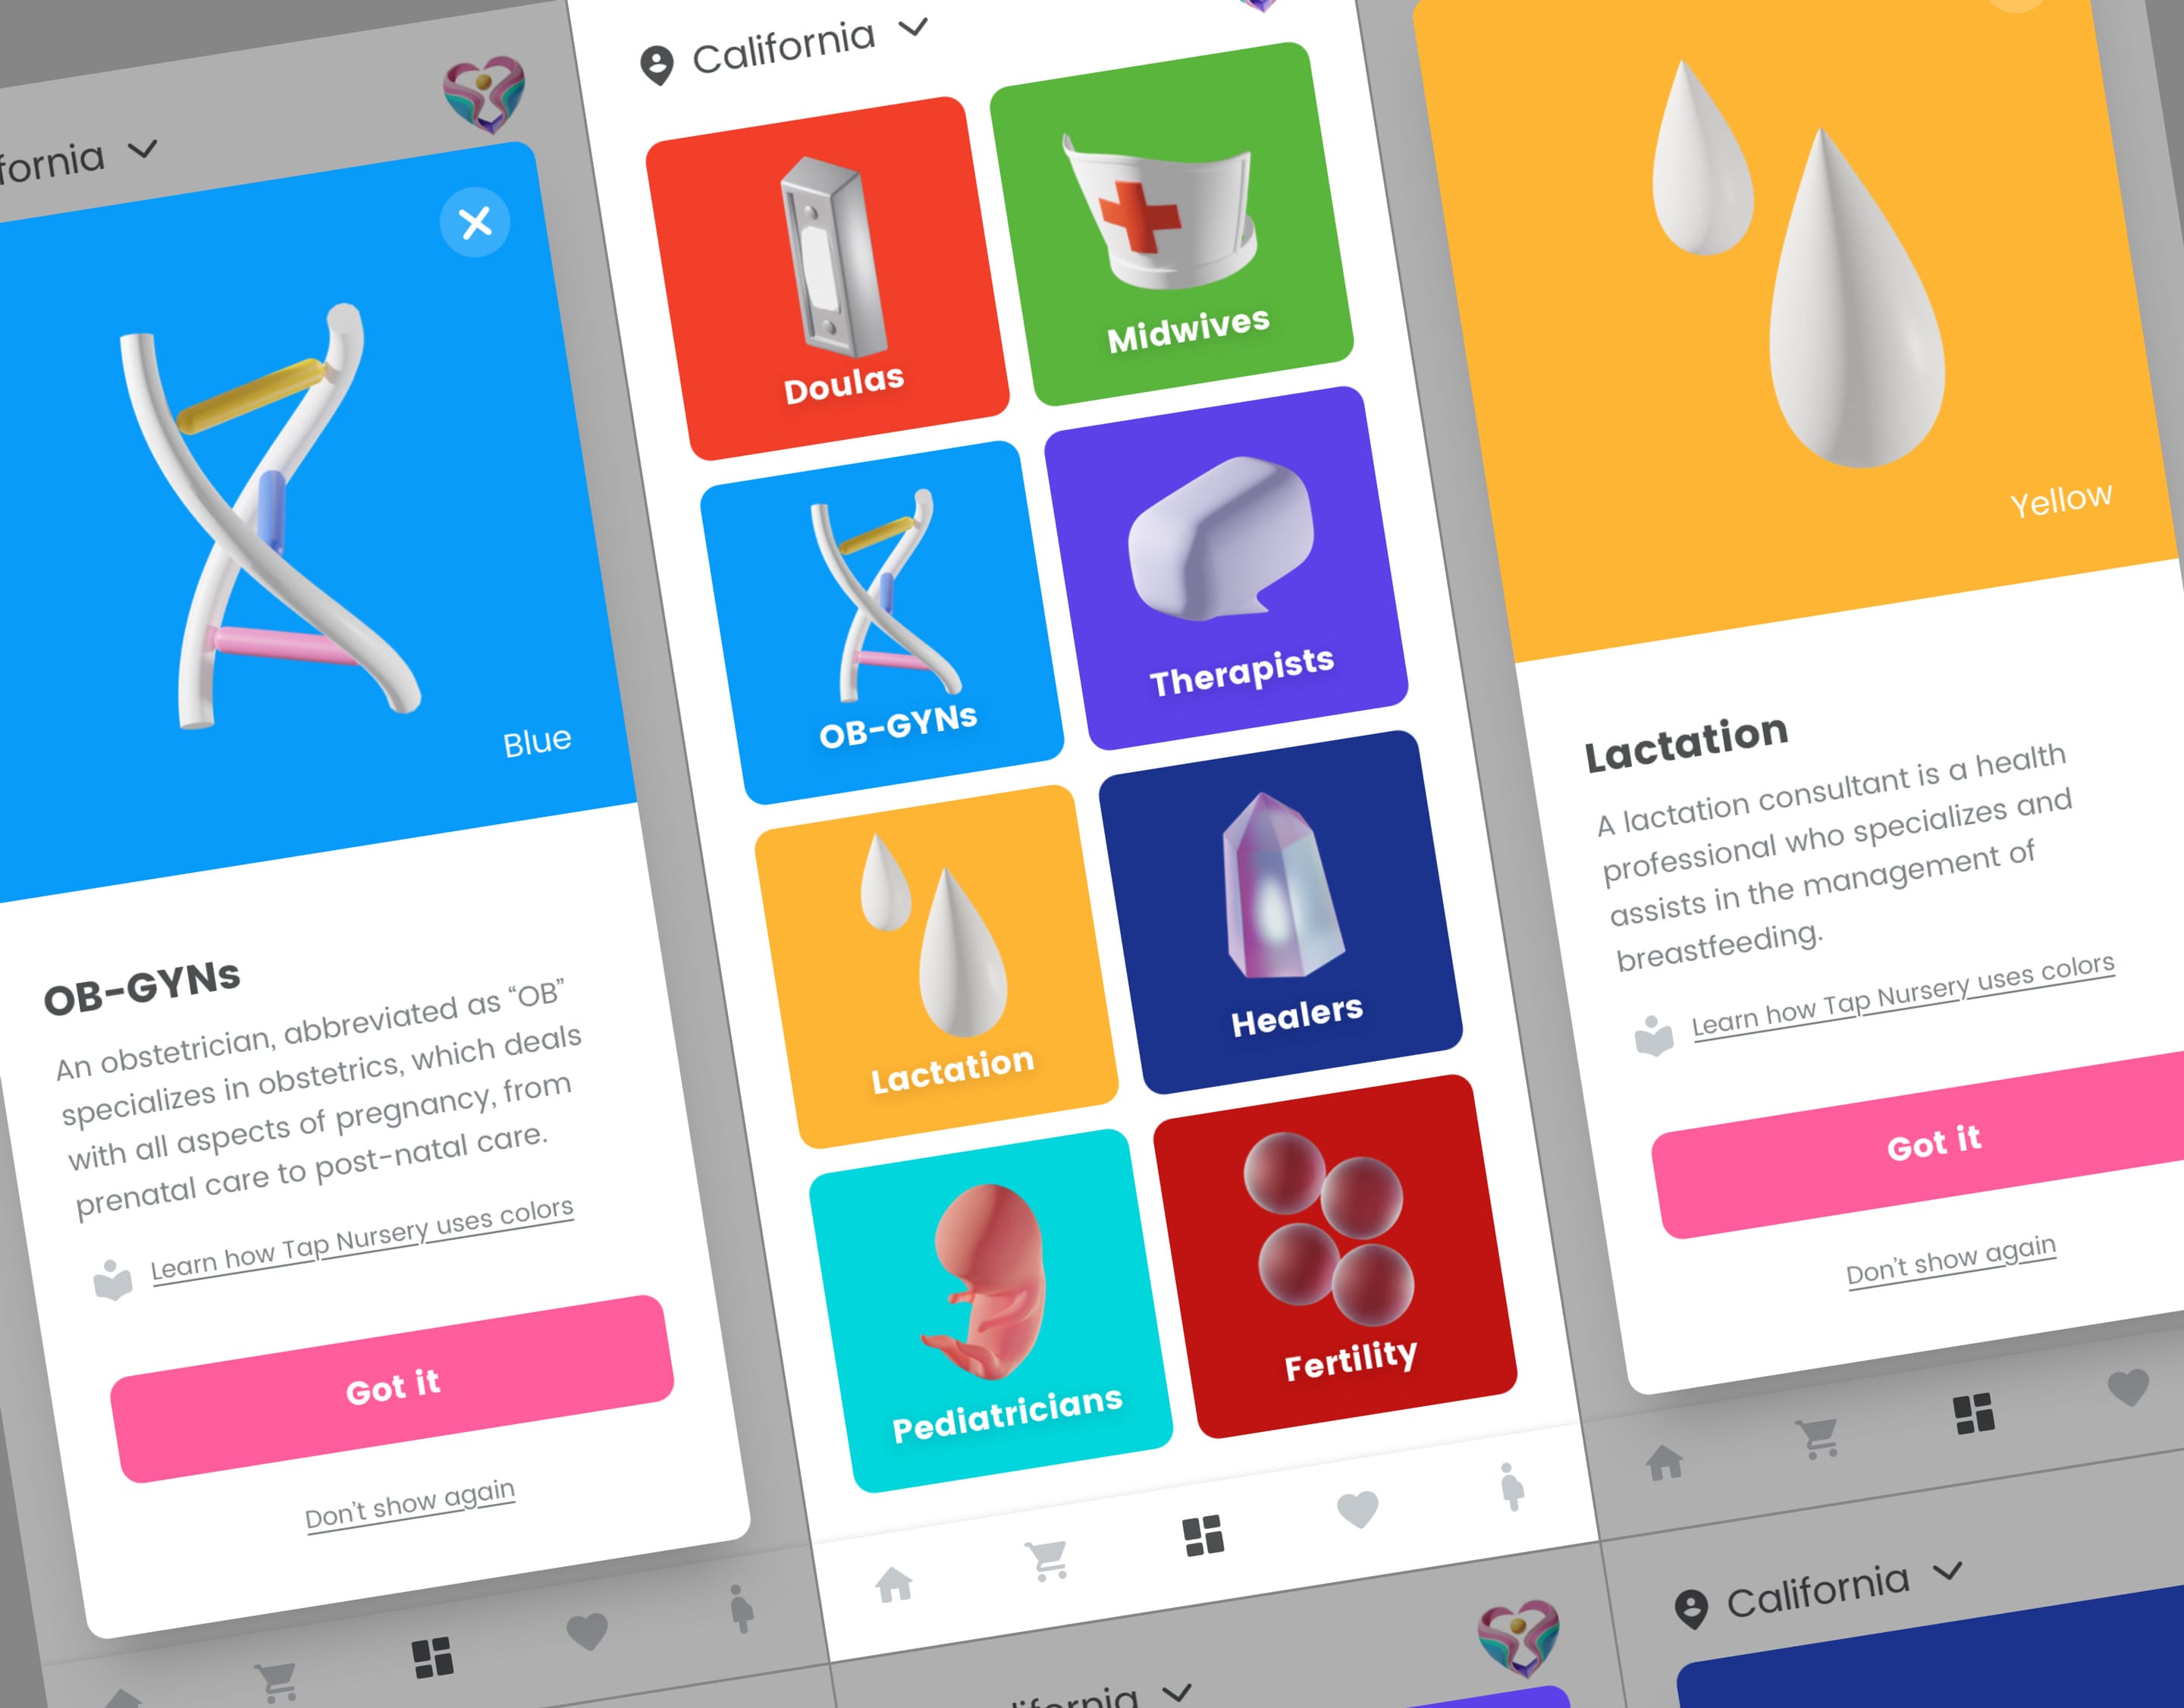 fornia
Blue
OB-GYNs
An obstetrician, abbreviated as “OB”
specializes in obstetrics, which deals
with all aspects of pregnancy, from
prenatal care to post-natal care.
Learn how Tap Nursery uses colors
Got it
Don't show again
California
Doulas
Midwives
OB-GYNs
Therapists
Lactation
Healers
Pediatricians
Fertility
lifornia
Yellow
Lactation
A lactation consultant is a health
professional who specializes and
assists in the management of
breastfeeding.
Learn how Tap Nursery uses colors
Got it
Don't show again
California